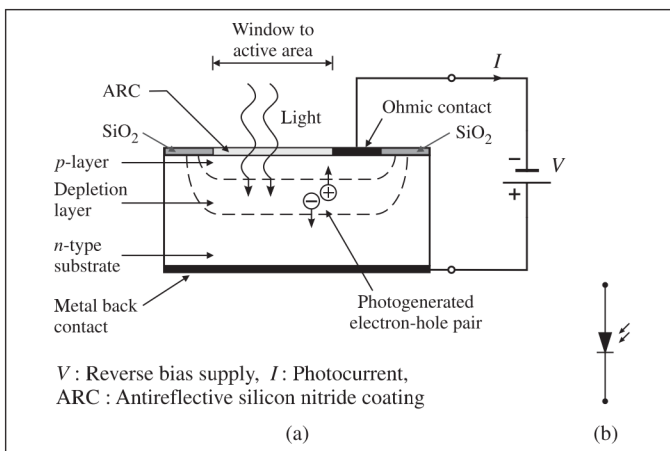 Window to
active area
I
ARC
Ohmic contact
Light
SiO2
SiO2
p-layer
−
V
Depletion
layer
+
+
−
n-type
substrate
Metal back
contact
Photogenerated
electron-hole pair
V : Reverse bias supply, I : Photocurrent,
ARC : Antireflective silicon nitride coating
(a)
(b)